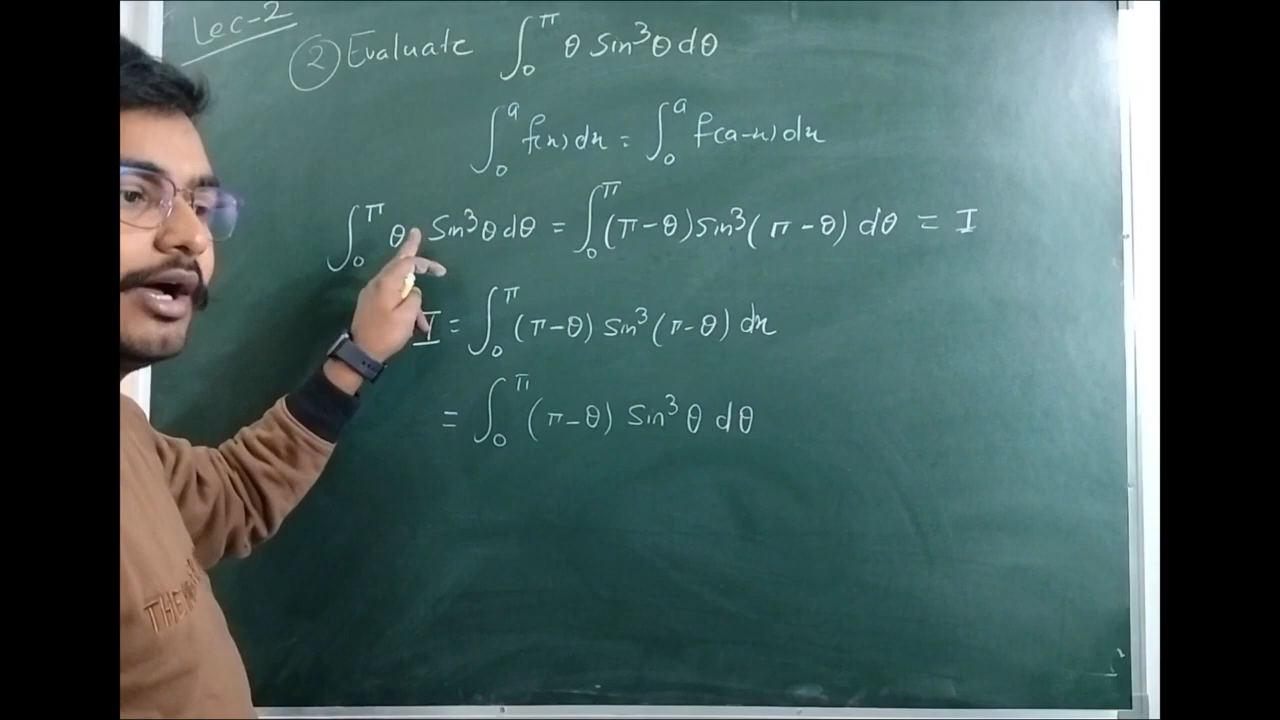 Lec-2
② Evaluate ∫₀^π θ sin³θ dθ
∫₀^a f(x) dx = ∫₀^a f(a-x) dx
∫₀^π θ sin³θ dθ = ∫₀^π (π-θ) sin³(π-θ) dθ = I
I = ∫₀^π (π-θ) sin³(π-θ) dx
= ∫₀^π (π-θ) sin³ θ dθ